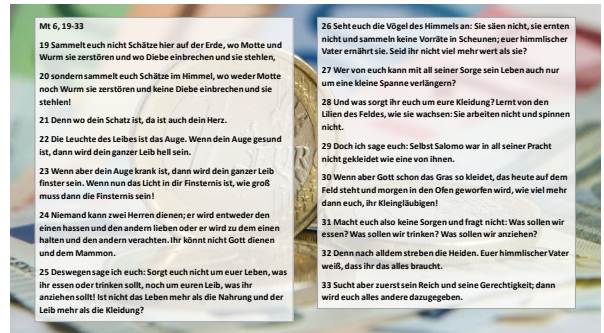 Mt 6, 19-33
19 Sammelt euch nicht Schätze hier auf der Erde, wo Motte und
Wurm sie zerstören und wo Diebe einbrechen und sie stehlen,
20 sondern sammelt euch Schätze im Himmel, wo weder Motte
noch Wurm sie zerstören und keine Diebe einbrechen und sie
stehlen!
21 Denn wo dein Schatz ist, da ist auch dein Herz.
22 Die Leuchte des Leibes ist das Auge. Wenn dein Auge gesund
ist, dann wird dein ganzer Leib hell sein.
23 Wenn aber dein Auge krank ist, dann wird dein ganzer Leib
finster sein. Wenn nun das Licht in dir Finsternis ist, wie groß
muss dann die Finsternis sein!
24 Niemand kann zwei Herren dienen; er wird entweder den
einen hassen und den andern lieben oder er wird zu dem einen
halten und den andern verachten. Ihr könnt nicht Gott dienen
und dem Mammon.
25 Deswegen sage ich euch: Sorgt euch nicht um euer Leben, was
ihr essen oder trinken sollt, noch um euren Leib, was ihr
anziehen sollt! Ist nicht das Leben mehr als die Nahrung und der
Leib mehr als die Kleidung?
26 Seht euch die Vögel des Himmels an: Sie säen nicht, sie ernten
nicht und sammeln keine Vorräte in Scheunen; euer himmlischer
Vater ernährt sie. Seid ihr nicht viel mehr wert als sie?
27 Wer von euch kann mit all seiner Sorge sein Leben auch nur
um eine kleine Spanne verlängern?
28 Und was sorgt ihr euch um eure Kleidung? Lernt von den
Lilien des Feldes, wie sie wachsen: Sie arbeiten nicht und spinnen
nicht.
29 Doch ich sage euch: Selbst Salomo war in all seiner Pracht
nicht gekleidet wie eine von ihnen.
30 Wenn aber Gott schon das Gras so kleidet, das heute auf dem
Feld steht und morgen in den Ofen geworfen wird, wie viel mehr
dann euch, ihr Kleingläubigen!
31 Macht euch also keine Sorgen und fragt nicht: Was sollen wir
essen? Was sollen wir trinken? Was sollen wir anziehen?
32 Denn nach alldem streben die Heiden. Euer himmlischer Vater
weiß, dass ihr das alles braucht.
33 Sucht aber zuerst sein Reich und seine Gerechtigkeit; dann
wird euch alles andere dazugegeben.